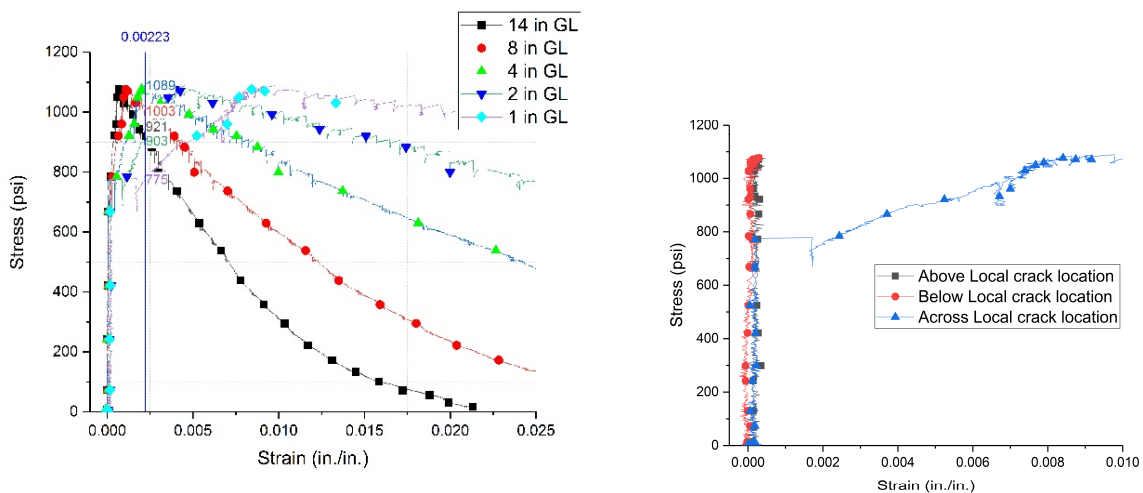 0.00223
14 in GL
8 in GL
4 in GL
2 in GL
1 in GL
1200
1000
800
600
400
200
0
Stress (psi)
1089
1003
921
903
775
0.000 0.005 0.010 0.015 0.020 0.025
Strain (in./in.)
1200
1000
800
600
400
200
0
Stress (psi)
Above Local crack location
Below Local crack location
Across Local crack location
0.000 0.002 0.004 0.006 0.008 0.010
Strain (in./in.)